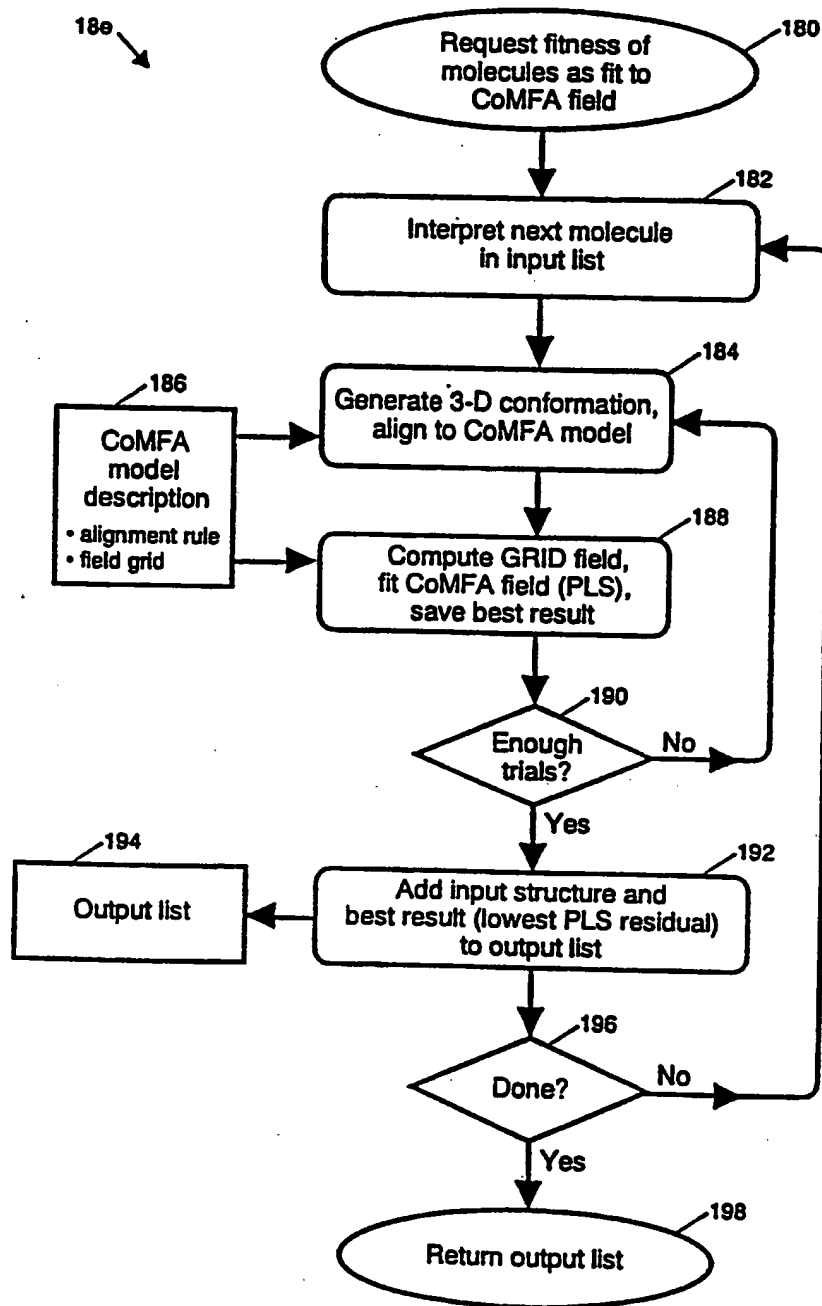 18e
180
Request fitness of
molecules as fit to
CoMFA field
182
Interpret next molecule
in input list
184
Generate 3-D conformation,
align to CoMFA model
186
CoMFA
model
description
• alignment rule
• field grid
188
Compute GRID field,
fit CoMFA field (PLS),
save best result
190
Enough
trials?
No
Yes
192
Add input structure and
best result (lowest PLS residual)
to output list
194
Output list
196
Done?
No
Yes
198
Return output list